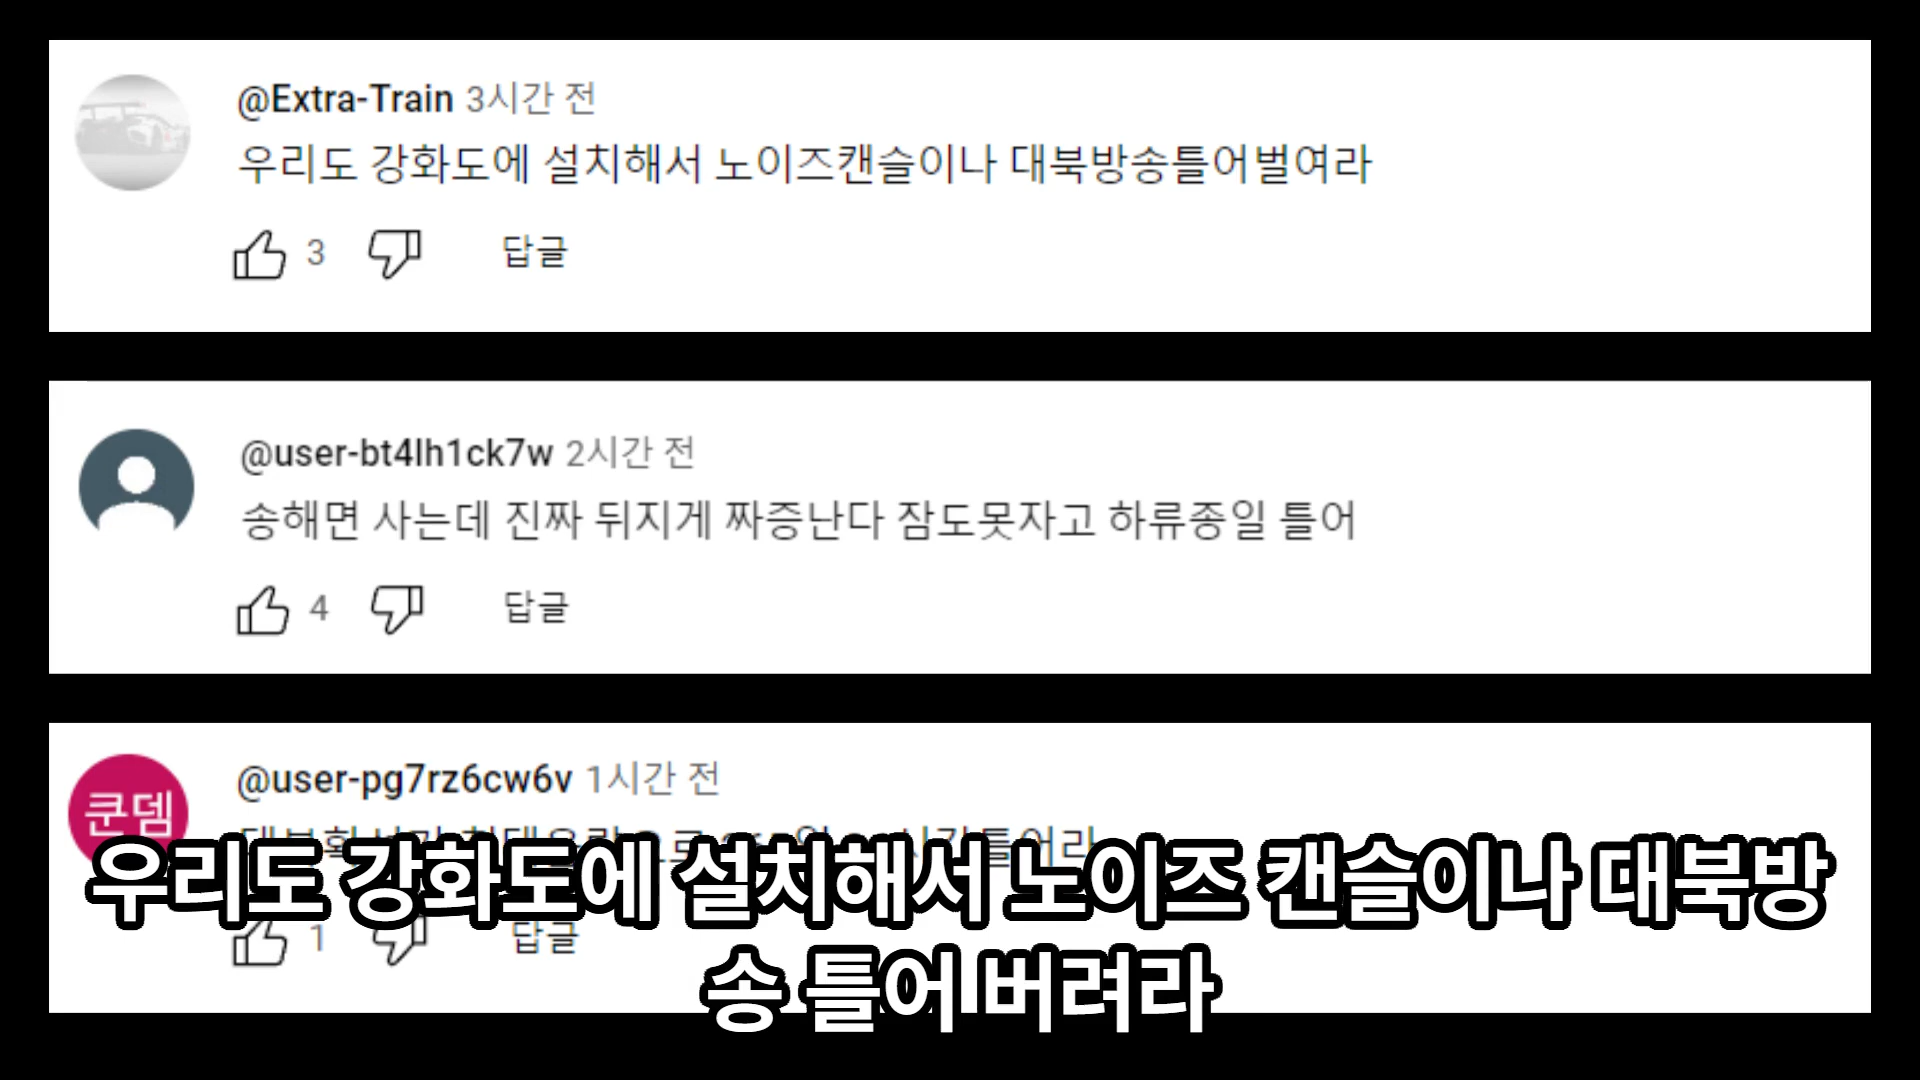 @Extra-Train 3시간 전
우리도 강화도에 설치해서 노이즈캔슬이나 대북방송틀어벌여라
3
답글
@user-bt4lh1ck7w 2시간 전
송해면 사는데 진짜 뒤지게 짜증난다 잠도못자고 하류종일 틀어
4
답글
쿤뎀
@user-pg7rz6cw6v 1시간 전
1
답글
우리도 강화도에 설치해서 노이즈 캔슬이나 대북방
송 틀어 버려라